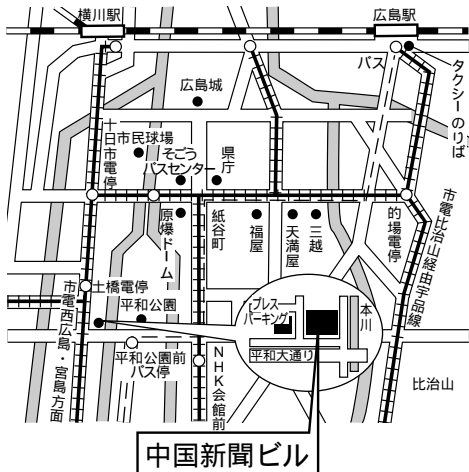 横川駅
広島駅
バス
タクシーのりば
広島城
十日市電停
市民球場
そごう
バスセンター
県庁
原爆ドーム
紙谷町
福屋
天満屋
三越
的場電停
市電比治山経由宇品線
土橋電停
平和公園
市電西広島・宮島方面
平和公園前
バス停
NHK会館前
プレス
パーキング
本川
平和大通り
比治山
中国新聞ビル